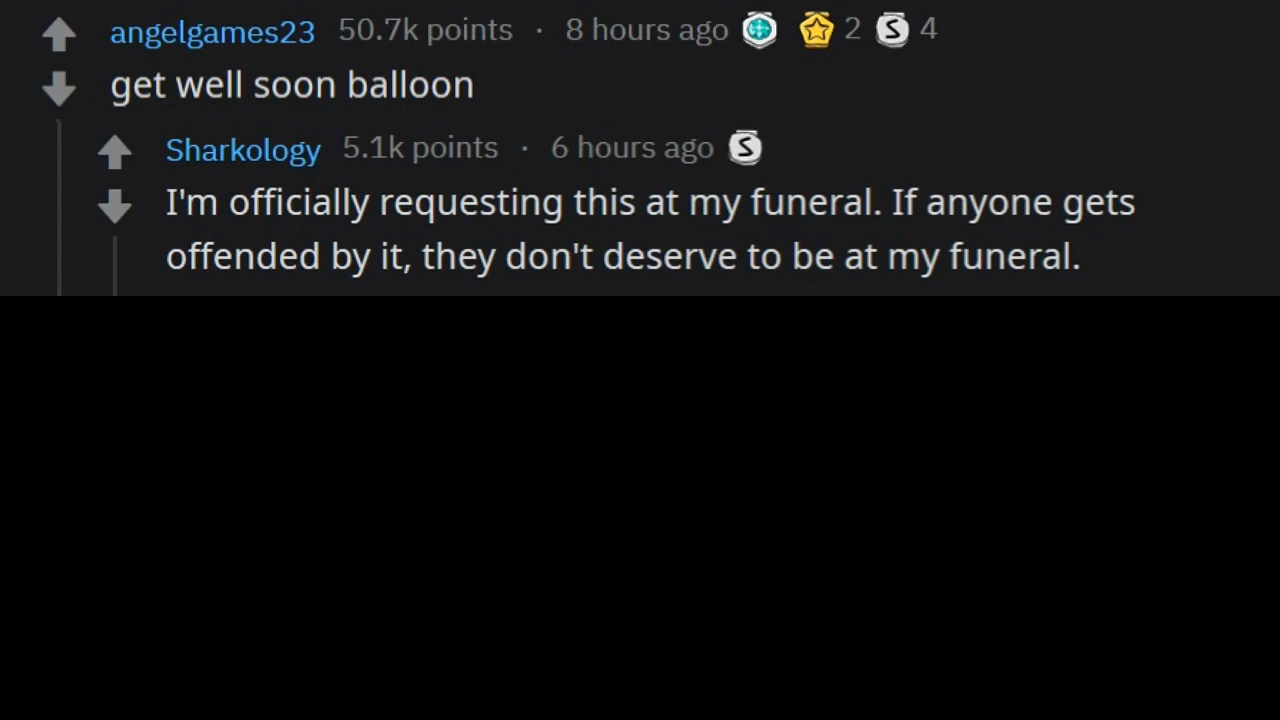 angelgames23 50.7k points · 8 hours ago 2 S 4
get well soon balloon
Sharkology 5.1k points · 6 hours ago S
I'm officially requesting this at my funeral. If anyone gets
offended by it, they don't deserve to be at my funeral.